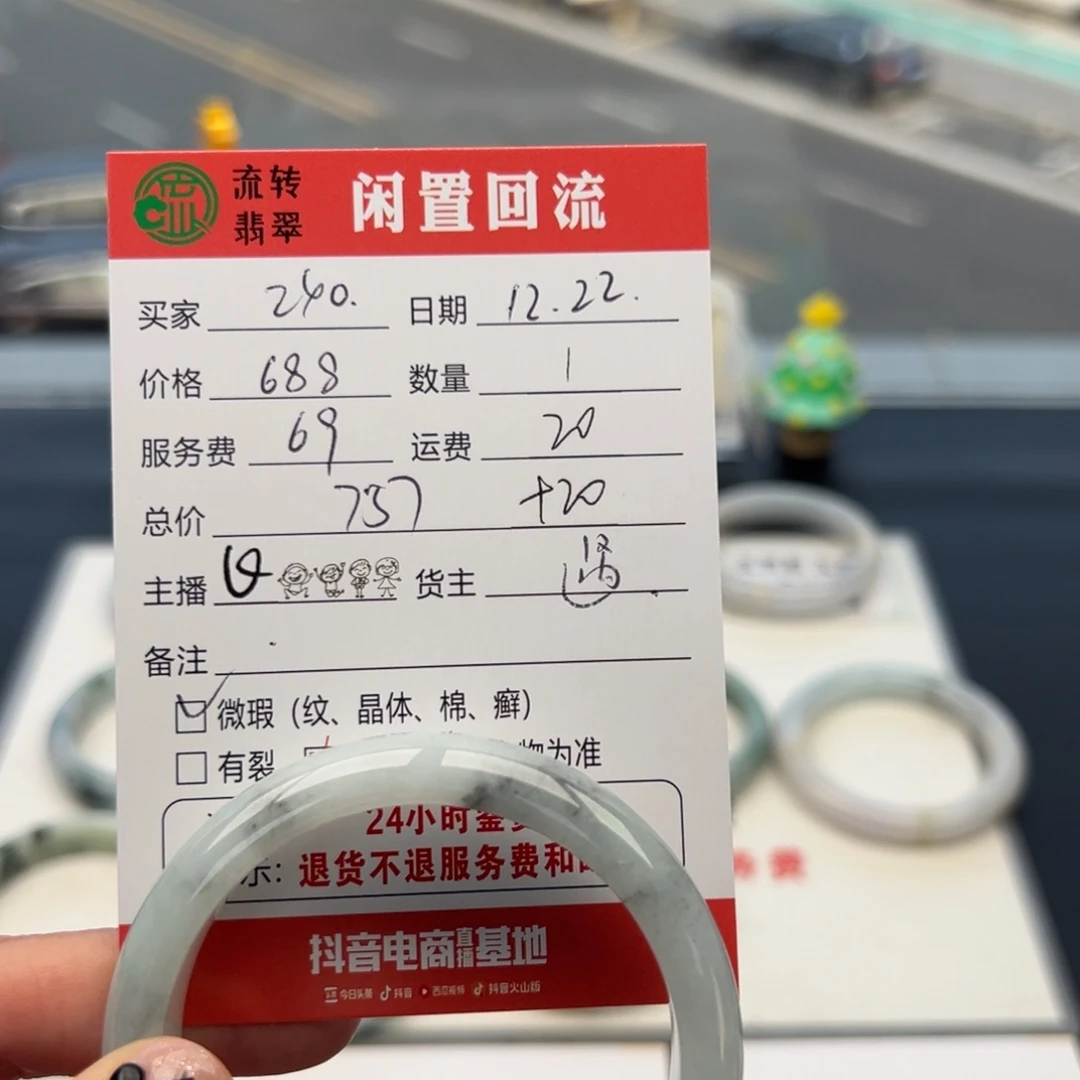 流转
翡翠
闲置回流
买家 240. 日期 12.22.
价格 688 数量 1
服务费 69 运费 20
总价 757 +20
主播 货主
备注
微瑕（纹、晶体、棉、癣）
有裂 物为准
24小时鉴
示：退货不退服务费和
抖音电商直播基地
今日头条 抖音 西瓜视频 抖音火山版